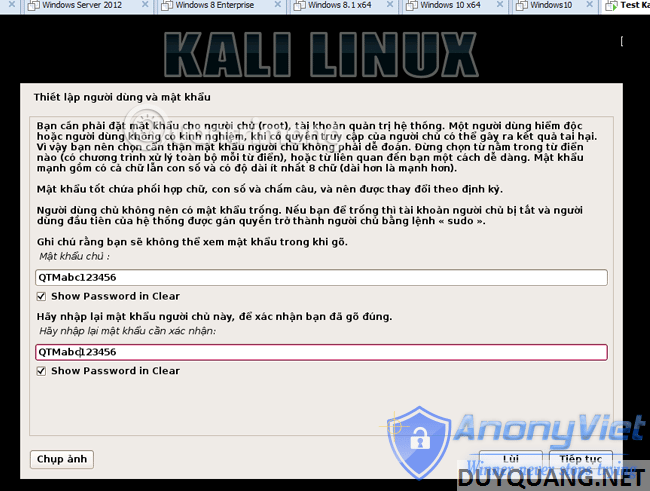 Windows Server 2012
Windows 8 Enterprise
Windows 8.1 x64
Windows 10 x64
Windows10
Test Ka
KALI LINUX
Thiết lập người dùng và mật khẩu
Bạn cần phải đặt mật khẩu cho người chủ (root), tài khoản quản trị hệ thống. Một người dùng hiểm độc
hoặc người dùng không có kinh nghiệm, khi có quyền truy cập của người chủ có thể gây ra kết quả tai hại.
Vì vậy bạn nên chọn cẩn thận mật khẩu người chủ không phải dễ đoán. Đừng chọn từ nằm trong từ điển
nào (có chương trình xử lý toàn bộ mỗi từ điển), hoặc từ liên quan đến bạn một cách dễ dàng. Mật khẩu
mạnh gồm có cả chữ lẫn con số và có độ dài ít nhất 8 chữ (dài hơn là mạnh hơn).
Mật khẩu tốt chứa phối hợp chữ, con số và chấm câu, và nên được thay đổi theo định kỳ.
Người dùng chủ không nên có mật khẩu trống. Nếu bạn để trống thì tài khoản người chủ bị tắt và người
dùng đầu tiên của hệ thống được gán quyền trở thành người chủ bằng lệnh « sudo ».
Ghi chú rằng bạn sẽ không thể xem mật khẩu trong khi gõ.
Mật khẩu chủ :
QTMabc123456
Show Password in Clear
Hãy nhập lại mật khẩu người chủ này, để xác nhận bạn đã gõ đúng.
Hãy nhập lại mật khẩu cần xác nhận:
QTMabc123456
Show Password in Clear
AnonyViet
Chụp ảnh
Lùi
Tiếp tục
Winner never stops trying
DUYQUANG.NET